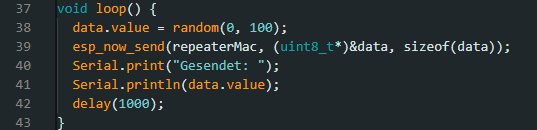 37 void loop() {
38   data.value = random(0, 100);
39   esp_now_send(repeaterMac, (uint8_t*)&data, sizeof(data));
40   Serial.print("Gesendet: ");
41   Serial.println(data.value);
42   delay(1000);
43 }